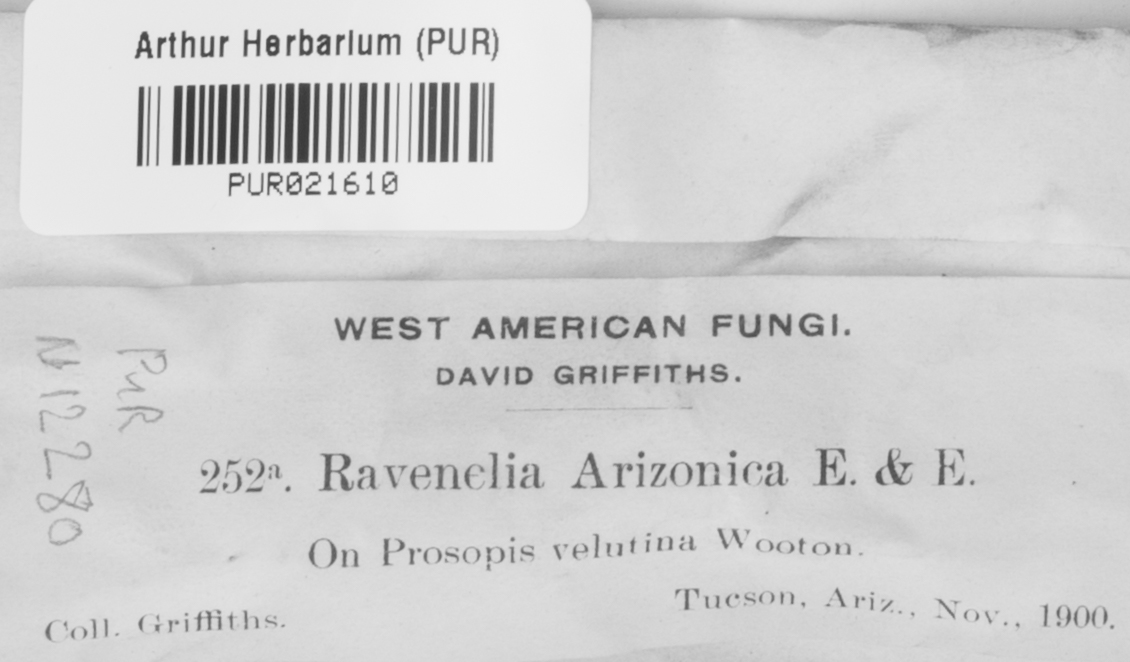 Arthur Herbarium (PUR)
PUR021610
WEST AMERICAN FUNGI.
DAVID GRIFFITHS.
252a. Ravenelia Arizonica E. & E.
On Prosopis velutina Wooton.
Tucson, Ariz., Nov., 1900.
Coll. Griffiths.
PUR
N12280